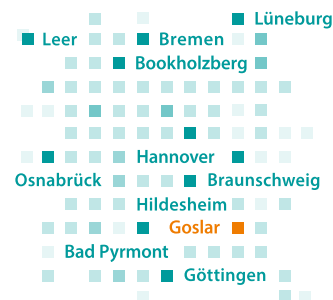 Lüneburg
Leer Bremen
Bookholzberg
Hannover
Osnabrück Braunschweig
Hildesheim
Goslar
Bad Pyrmont
Göttingen